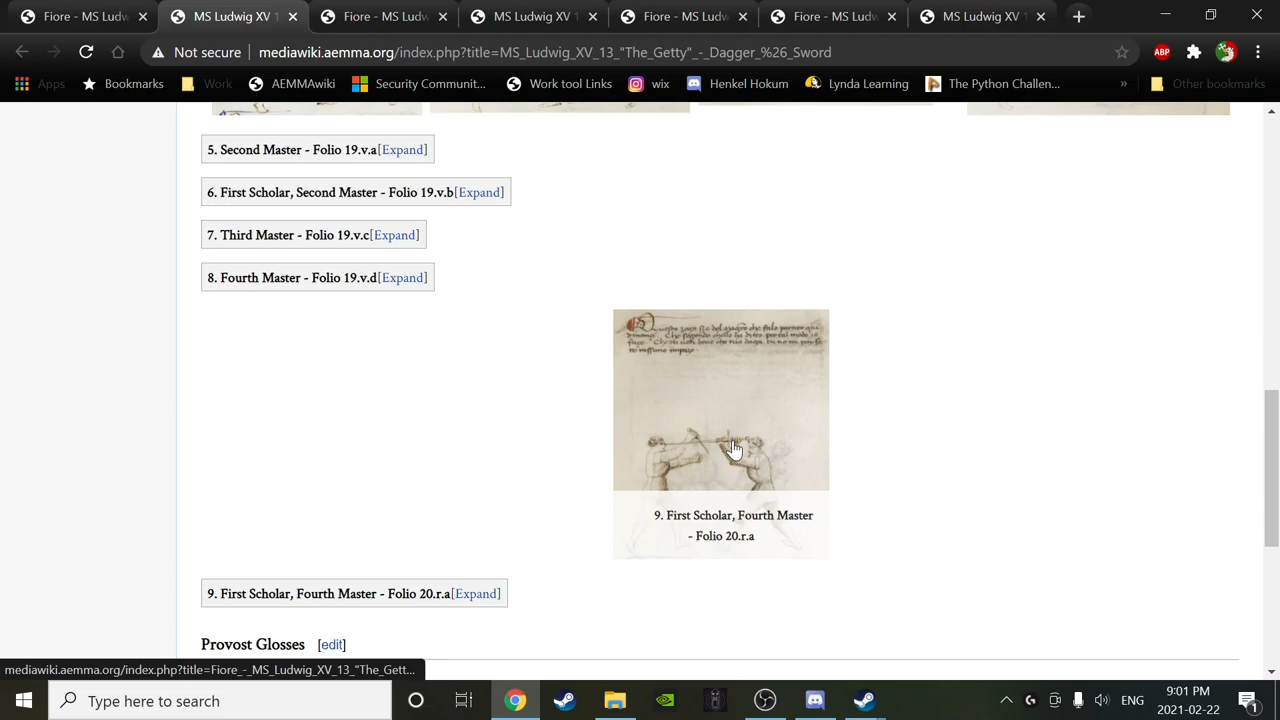 Fiore - MS Ludw
MS Ludwig XV 1
Fiore - MS Ludw
MS Ludwig XV 1
Fiore - MS Ludw
Fiore - MS Ludw
MS Ludwig XV 1
Not secure
mediawiki.aemma.org/index.php?title=MS_Ludwig_XV_13_"The_Getty"_-_Dagger_%26_Sword
ABP
Apps
Bookmarks
Work
AEMMAwiki
Security Communit...
Work tool Links
wix
Henkel Hokum
Lynda Learning
The Python Challen...
»
Other bookmarks
5. Second Master - Folio 19.v.a[Expand]
6. First Scholar, Second Master - Folio 19.v.b[Expand]
7. Third Master - Folio 19.v.c[Expand]
8. Fourth Master - Folio 19.v.d[Expand]
9. First Scholar, Fourth Master
- Folio 20.r.a
9. First Scholar, Fourth Master - Folio 20.r.a[Expand]
Provost Glosses [edit]
mediawiki.aemma.org/index.php?title=Fiore_-_MS_Ludwig_XV_13_"The_Gett...
Type here to search
ENG
9:01 PM
2021-02-22
1